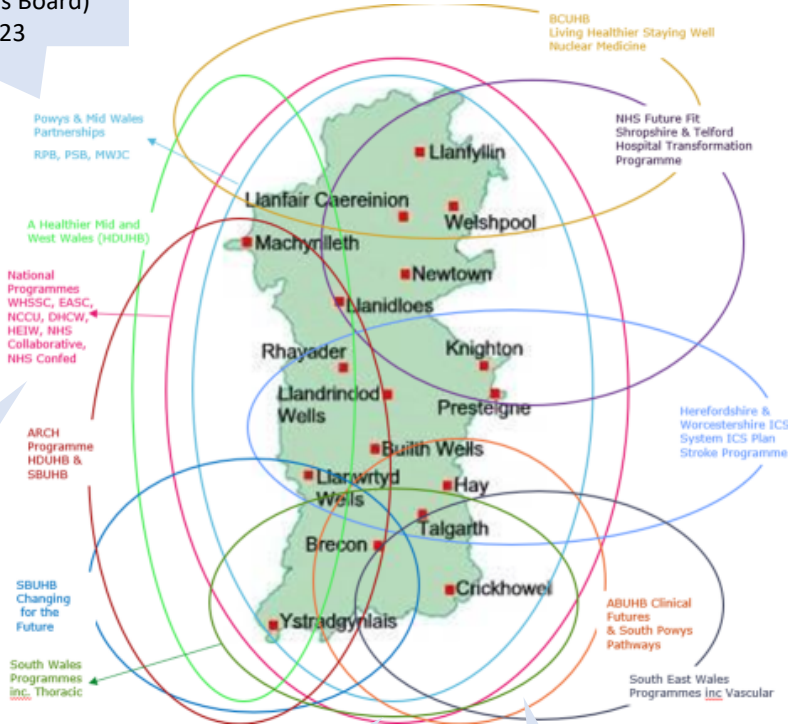 s Board)
23
BCUHB
Living Healthier Staying Well
Nuclear Medicine
Powys & Mid Wales
Partnerships
RPB, PSB, MWJC
NHS Future Fit
Shropshire & Telford
Hospital Transformation
Programme
A Healthier Mid and
West Wales (HDUHB)
National
Programmes
WHSSC, EASC,
NCCU, DHCW,
HEIW, NHS
Collaborative,
NHS Confed
ARCH
Programme
HDUHB &
SBUHB
Herefordshire &
Worcestershire ICS
System ICS Plan
Stroke Programme
SBUHB
Changing
for the
Future
South Wales
Programmes
inc. Thoracic
ABUHB Clinical
Futures
& South Powys
Pathways
South East Wales
Programmes inc Vascular
Llanfyllin
Llanfair Caereinion
Welshpool
Machynlleth
Newtown
Llanidloes
Rhayader
Knighton
Llandrindod
Wells
Presteigne
Builth Wells
Llanwrtyd
Wells
Hay
Talgarth
Brecon
Crickhowel
Ystradgynlais